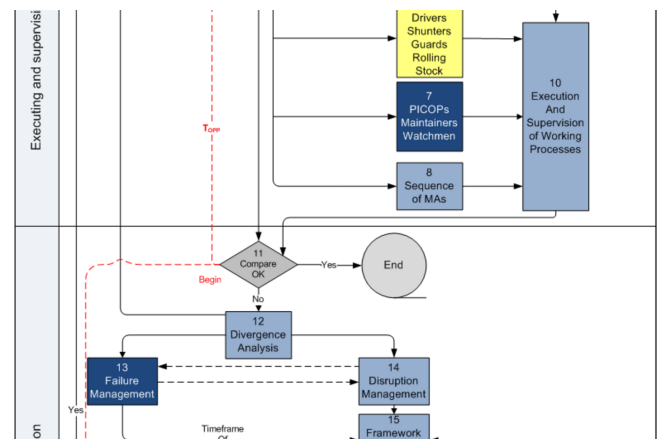 Executing and supervisi
Drivers
Shunters
Guards
Rolling
Stock
7
PICOPs
Maintainers
Watchmen
8
Sequence
of MAs
10
Execution
And
Supervision
of Working
Processes
TOPP
11
Compare
OK
Yes
End
Begin
No
12
Divergence
Analysis
13
Failure
Management
14
Disruption
Management
Yes
15
Framework
Timeframe
Of
on